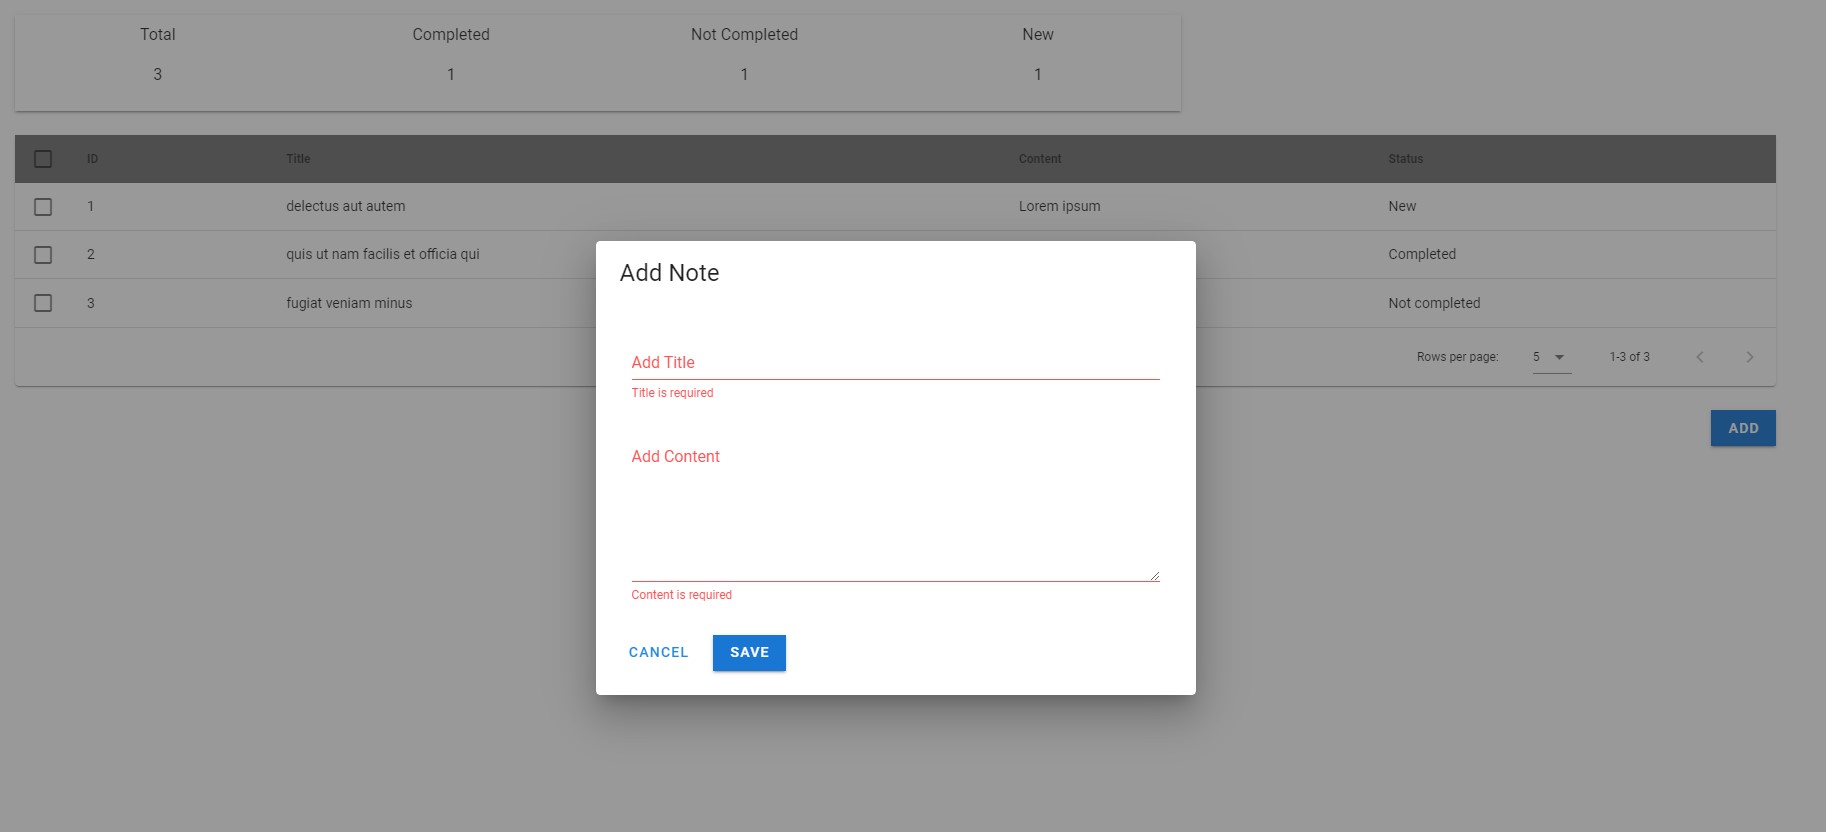 Total Completed Not Completed New
3 1 1 1
ID Title Content Status
1 delectus aut autem Lorem ipsum New
2 quis ut nam facilis et officia qui Completed
3 fugiat veniam minus Not completed
Rows per page: 5 1-3 of 3
ADD
Add Note
Add Title
Title is required
Add Content
Content is required
CANCEL SAVE